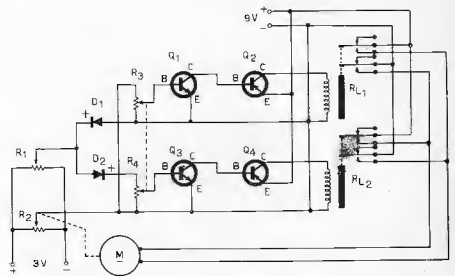 9V + −
Q1 Q2
C C
R3 B B
E E
RL1
+ D1
D2 +
Q3 Q4
C C
R4 B B
E E
RL2
R1
R2
3V
+ −
M